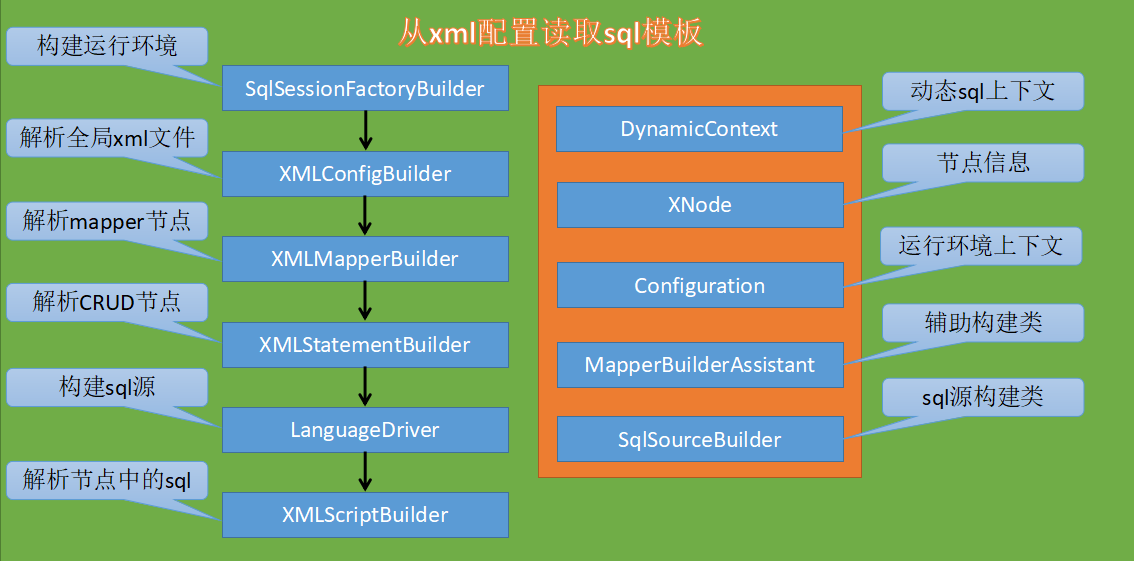 从xml配置读取sql模板
构建运行环境
SqlSessionFactoryBuilder
解析全局xml文件
XMLConfigBuilder
解析mapper节点
XMLMapperBuilder
解析CRUD节点
XMLStatementBuilder
构建sql源
LanguageDriver
解析节点中的sql
XMLScriptBuilder
动态sql上下文
DynamicContext
节点信息
XNode
运行环境上下文
Configuration
辅助构建类
MapperBuilderAssistant
sql源构建类
SqlSourceBuilder